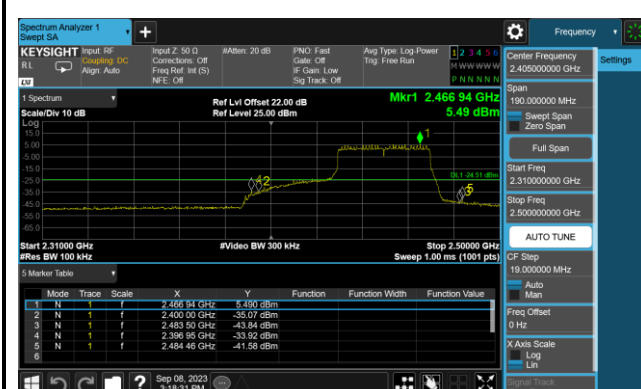 Spectrum Analyzer 1
Swept SA
+
Frequency
KEYSIGHT
Input: RF
Coupling: DC
Align: Auto
RL
LXI
Input Z: 50 Ω
Corrections: Off
Freq Ref: Int (S)
NFE: Off
#Atten: 20 dB
PNO: Fast
Gate: Off
IF Gain: Low
Sig Track: Off
Avg Type: Log-Power
Trig: Free Run
1 2 3 4 5 6
M W W W W W
P N N N N N
1 Spectrum
Scale/Div 10 dB
Ref Lvl Offset 22.00 dB
Ref Level 25.00 dBm
Mkr1 2.466 94 GHz
5.49 dBm
Log
15.0
5.00
-5.00
-15.0
-25.0
-35.0
-45.0
-55.0
-65.0
1
2
DL1 -24.51 dBm
Start 2.31000 GHz
#Res BW 100 kHz
#Video BW 300 kHz
Stop 2.50000 GHz
Sweep 1.00 ms (1001 pts)
5 Marker Table
Mode Trace Scale X Y Function Function Width Function Value
1 N 1 f 2.466 94 GHz 5.490 dBm
2 N 1 f 2.400 00 GHz -35.07 dBm
3 N 1 f 2.483 50 GHz -43.84 dBm
4 N 1 f 2.396 95 GHz -33.92 dBm
5 N 1 f 2.484 46 GHz -41.58 dBm
6
Sep 08, 2023
3:18:31 PM
?
Center Frequency
2.405000000 GHz
Settings
Span
190.000000 MHz
Swept Span
Zero Span
Full Span
Start Freq
2.310000000 GHz
Stop Freq
2.500000000 GHz
AUTO TUNE
CF Step
19.000000 MHz
Auto
Man
Freq Offset
0 Hz
X Axis Scale
Log
Lin
Signal Track